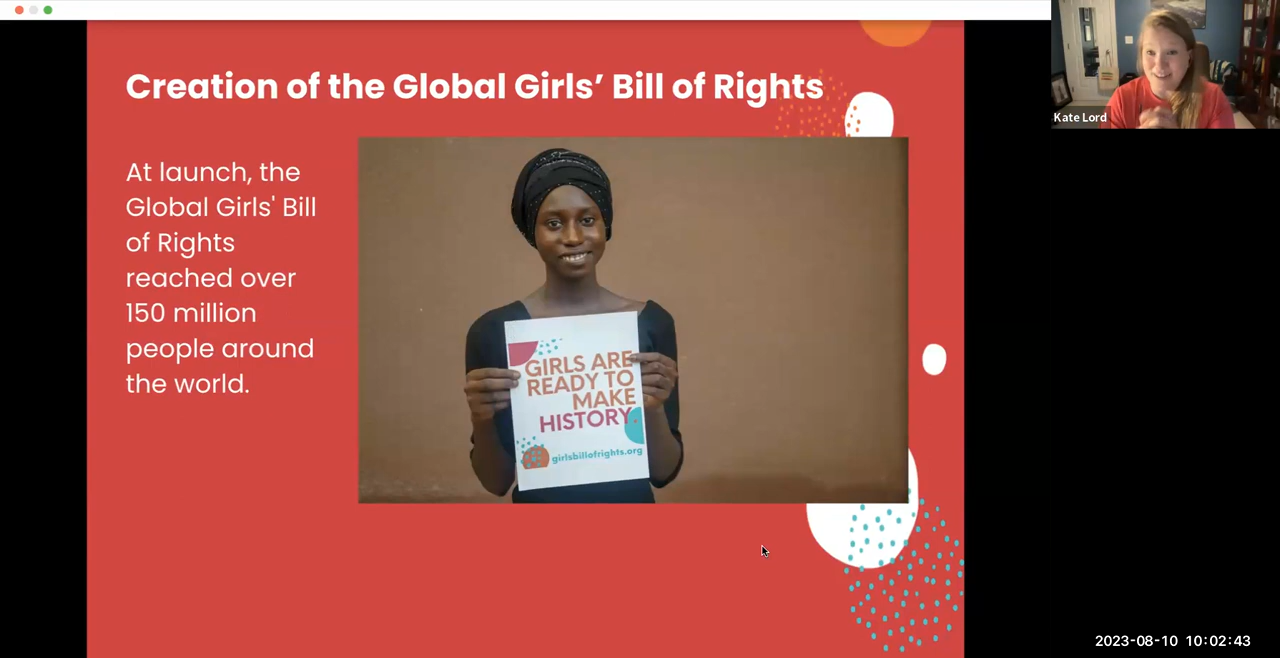 Creation of the Global Girls’ Bill of Rights
At launch, the
Global Girls' Bill
of Rights
reached over
150 million
people around
the world.
GIRLS ARE
READY TO
MAKE
HISTORY.
girlsbillofrights.org
Kate Lord
2023-08-10 10:02:43